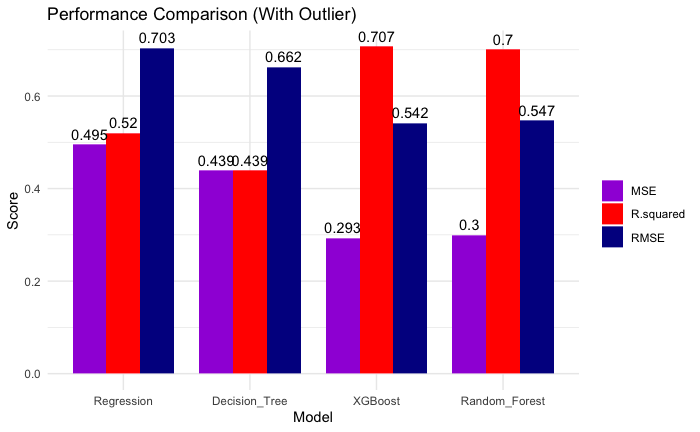 Performance Comparison (With Outlier)
Score
0.6
0.4
0.2
0.0
0.495
0.52
0.703
0.439
0.439
0.662
0.293
0.707
0.542
0.3
0.7
0.547
Regression
Decision_Tree
XGBoost
Random_Forest
Model
MSE
R.squared
RMSE